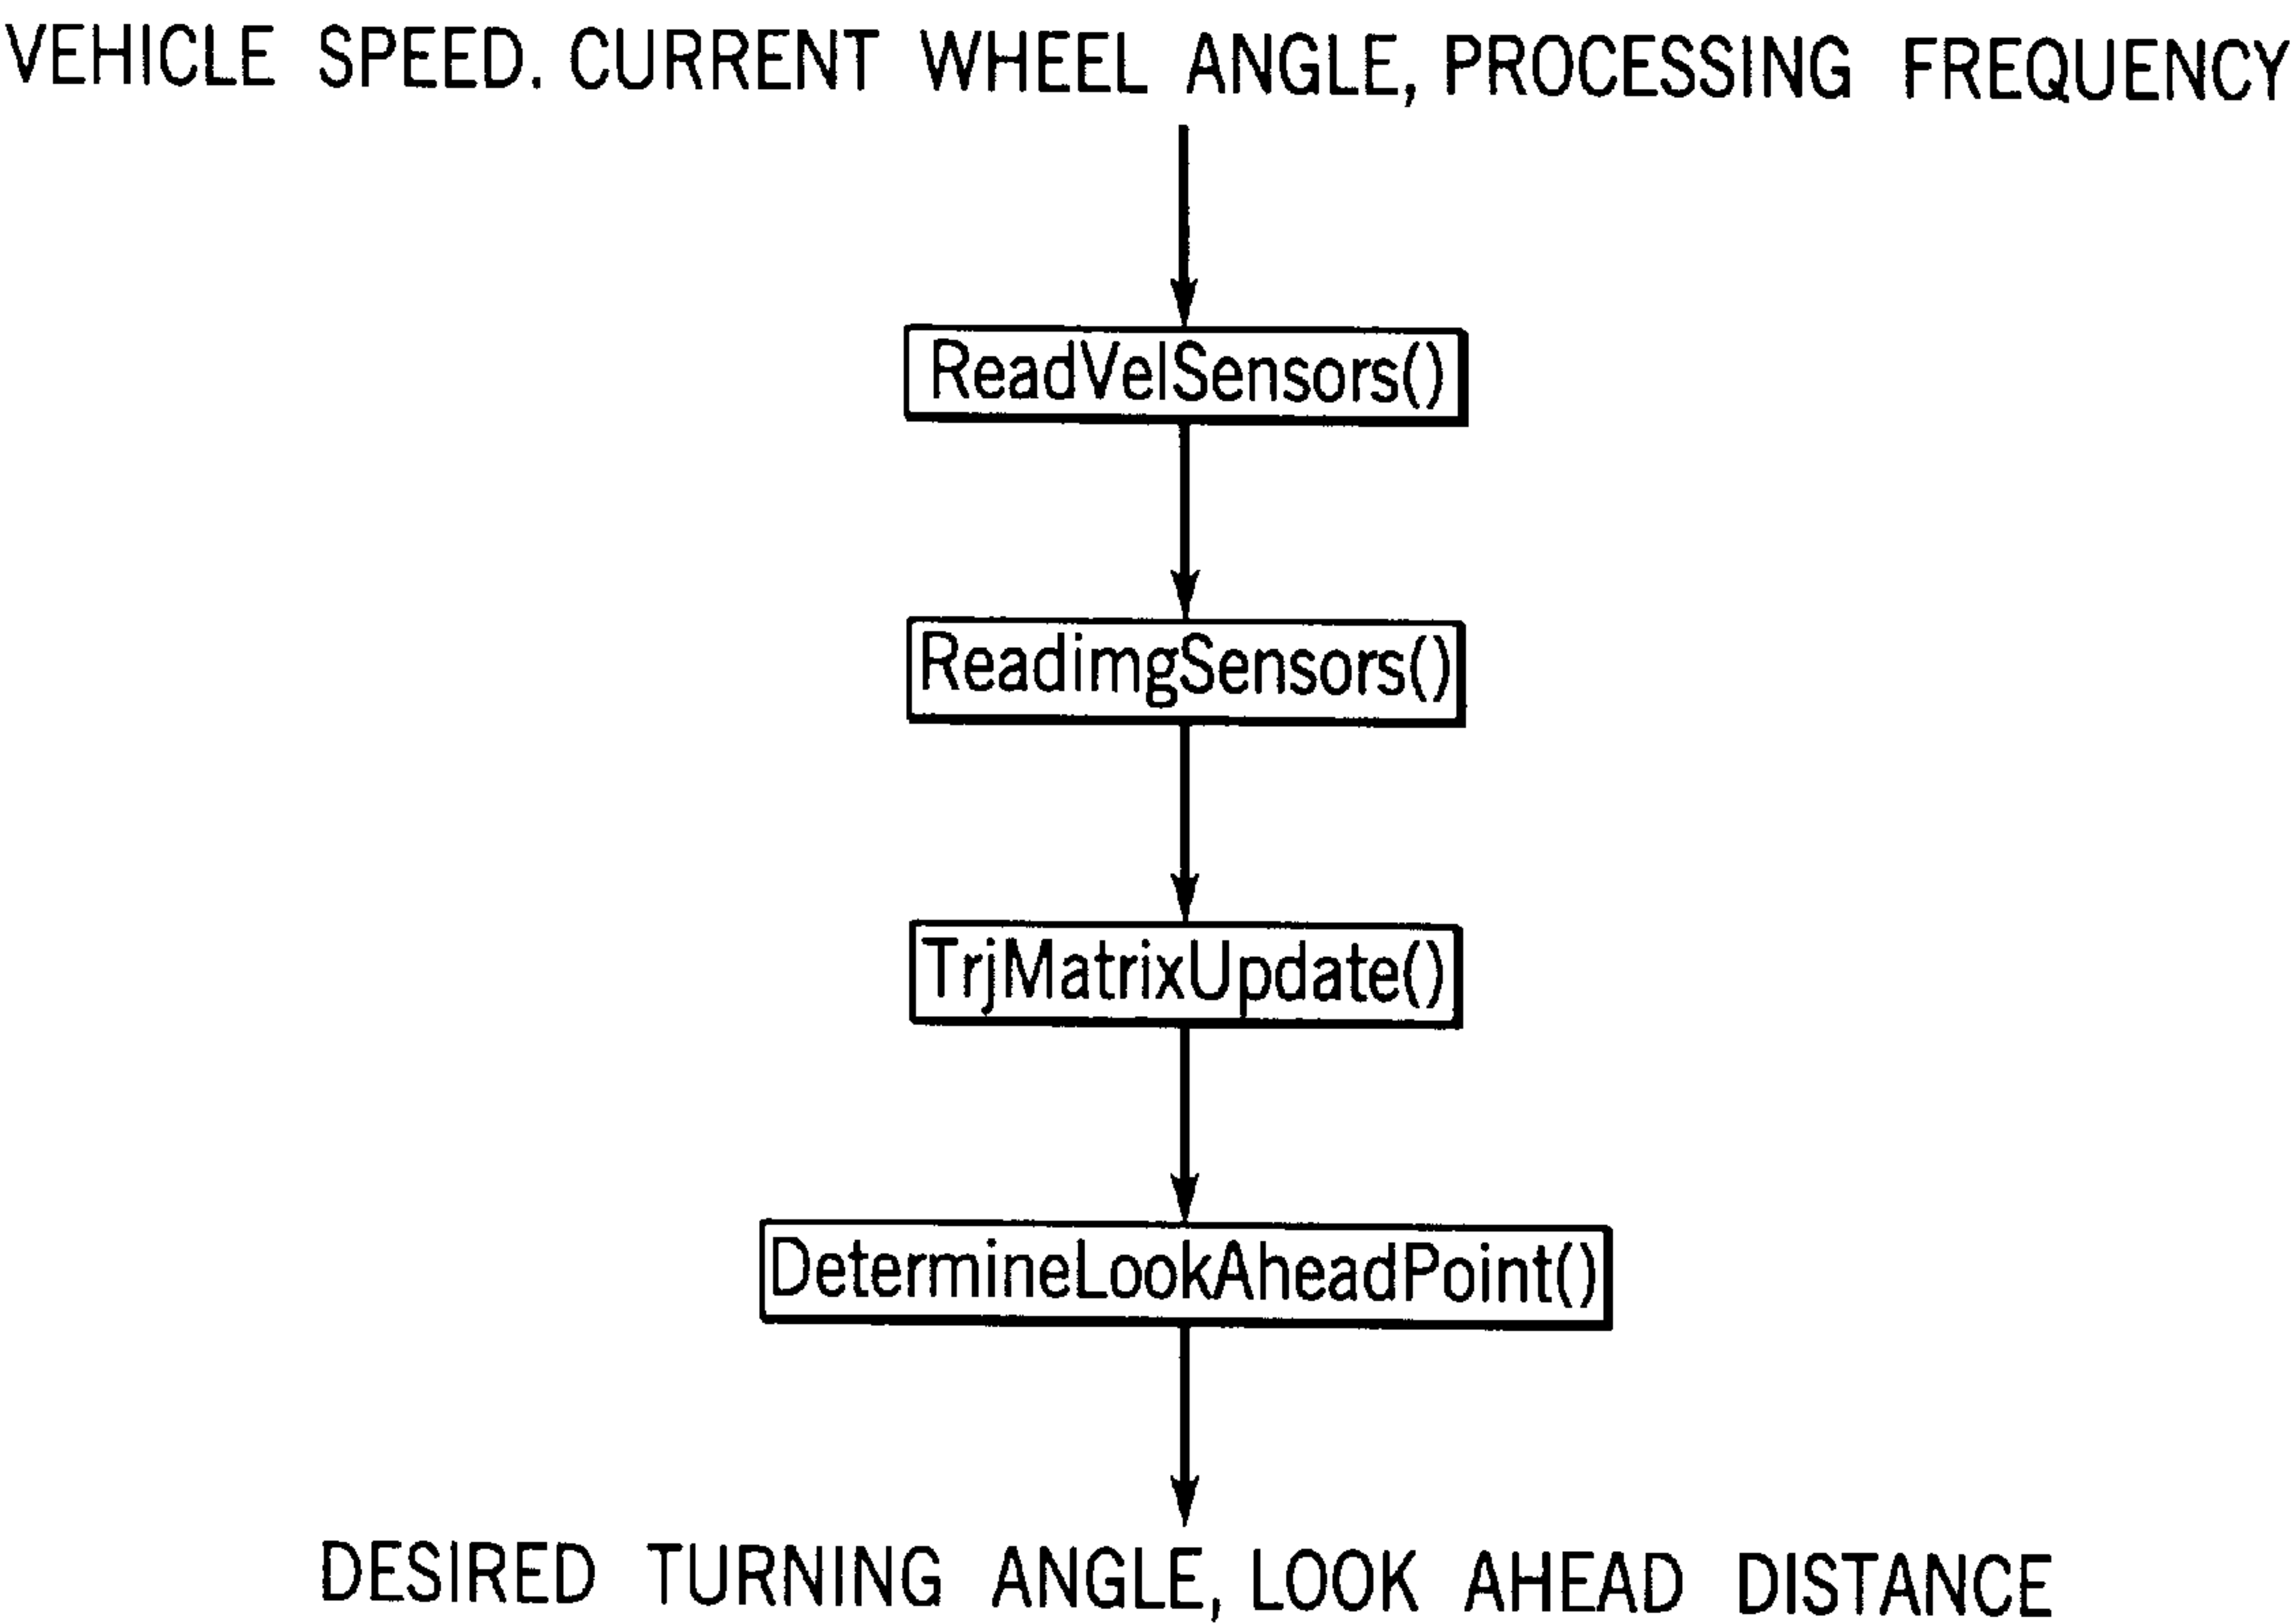 VEHICLE SPEED. CURRENT WHEEL ANGLE, PROCESSING FREQUENCY
ReadVelSensors()
ReadimgSensors()
TrjMatrixUpdate()
DetermineLookAheadPoint()
DESIRED TURNING ANGLE, LOOK AHEAD DISTANCE